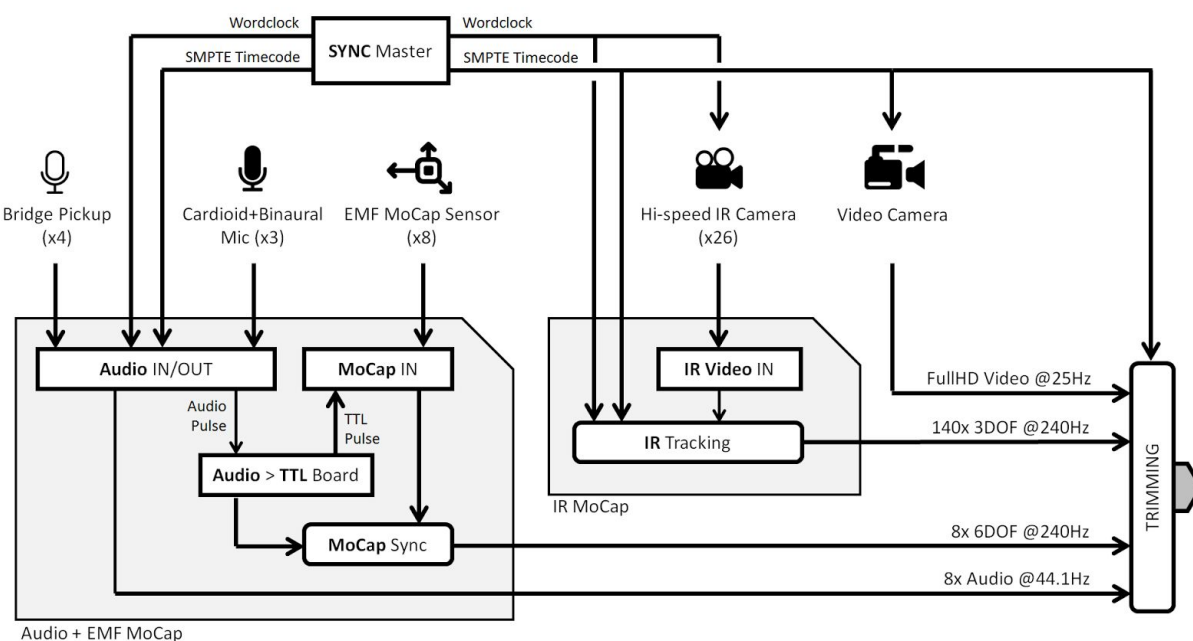 Wordclock
Wordclock
SYNC Master
SMPTE Timecode
SMPTE Timecode
Bridge Pickup
(x4)
Cardioid+Binaural
Mic (x3)
EMF MoCap Sensor
(x8)
Hi-speed IR Camera
(x26)
Video Camera
Audio IN/OUT
MoCap IN
IR Video IN
FullHD Video @25Hz
Audio
Pulse
TTL
Pulse
140x 3DOF @240Hz
IR Tracking
Audio > TTL Board
IR MoCap
TRIMMING
MoCap Sync
8x 6DOF @240Hz
8x Audio @44.1Hz
Audio + EMF MoCap